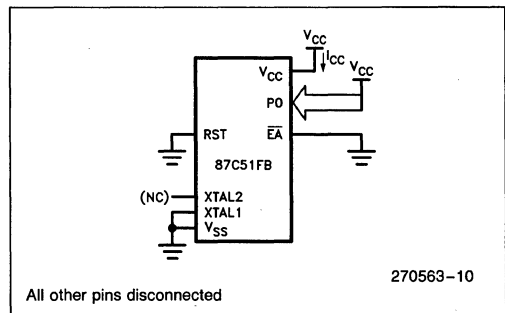 VCC
ICC
VCC
VCC
P0
RST
EA
87C51FB
(NC)
XTAL2
XTAL1
VSS
270563-10
All other pins disconnected